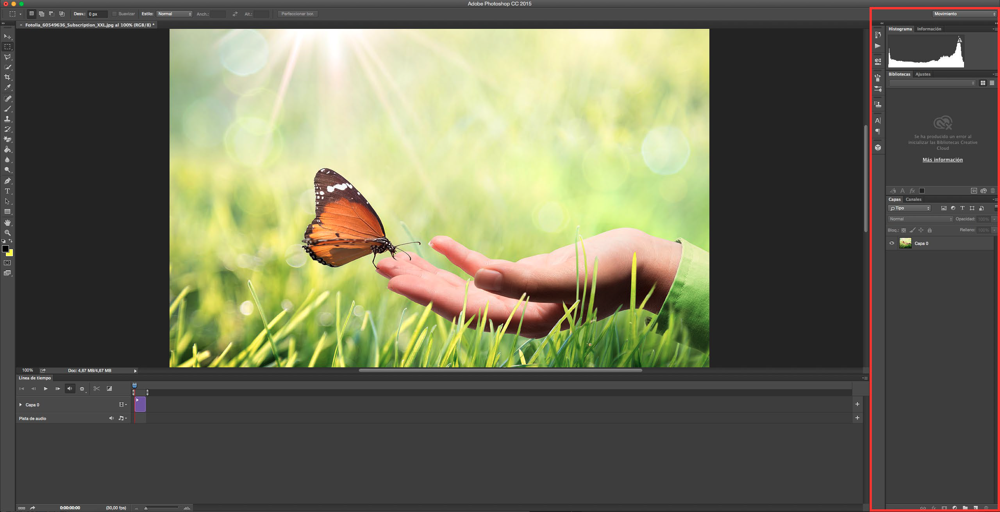 Adobe Photoshop CC 2015
Desv.: 0 px Suavizar Estilo: Normal Anch.: Alt.: Perfeccionar bor.
Movimiento
Fotolia_60549636_Subscription_XXL.jpg al 100% (RGB/8) *
Histograma Información
Bibliotecas Ajustes
Se ha producido un error al
inicializar las Bibliotecas Creative
Cloud
Más información
A fx St
Capas Canales
Tipo
Normal Opacidad: 100%
Bloq.: Relleno: 100%
Capa 0
100% Doc: 4,67 MB/4,67 MB
Línea de tiempo
Capa 0
Pista de audio
0:00:00:00 (30,00 fps)
fx